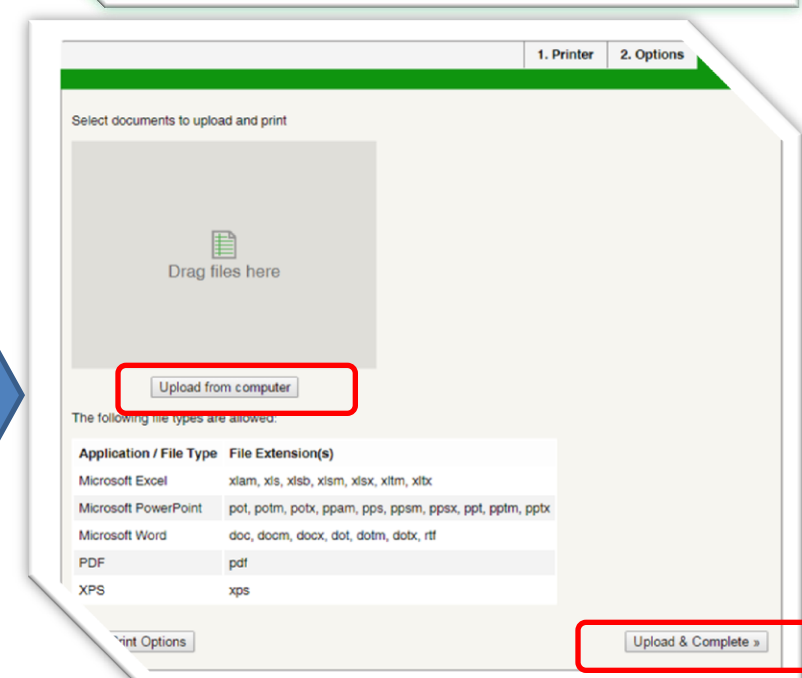 1. Printer 2. Options
Select documents to upload and print
Drag files here
Upload from computer
The following file types are allowed:
Application / File Type File Extension(s)
Microsoft Excel xlam, xls, xlsb, xlsm, xlsx, xltm, xltx
Microsoft PowerPoint pot, potm, potx, ppam, pps, ppsm, ppsx, ppt, pptm, pptx
Microsoft Word doc, docm, docx, dot, dotm, dotx, rtf
PDF pdf
XPS xps
Print Options Upload & Complete »